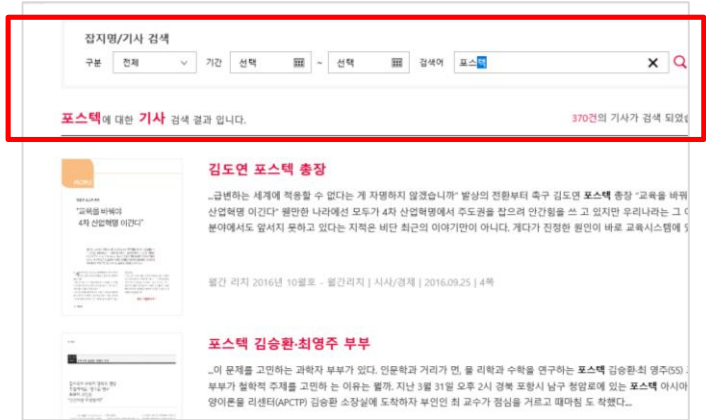 잡지명/기사 검색
구분 전체 기간 선택 ~ 선택 검색어 포스텍
포스텍에 대한 기사 검색 결과 입니다. 370건의 기사가 검색 되었습
김도연 포스텍 총장
...급변하는 세계에 적응할 수 없다는 게 자명하지 않겠습니까" 발상의 전환부터 촉구 김도연 포스텍 총장 "교육을 바꿔
산업혁명 이긴다" 웬만한 나라에선 모두가 4차 산업혁명에서 주도권을 잡으려 안간힘을 쓰 고 있지만 우리나라는 그
분야에서도 앞서지 못하고 있다는 지적은 비단 최근의 이야기만이 아니다. 게다가 진정한 원인이 바로 교육시스템에
"교육을 바꿔야
4차 산업혁명 이긴다"
월간 리치 2016년 10월호 - 월간리치 | 시사/경제 | 2016.09.25 | 4쪽
포스텍 김승환·최영주 부부
...이 문제를 고민하는 과학자 부부가 있다. 인문학과 거리가 먼, 물 리학과 수학을 연구하는 포스텍 김승환·최 영주(55)
부부가 철학적 주제를 고민하 는 이유는 뭘까. 지난 3월 31일 오후 2시 경북 포항시 남구 청암로에 있는 포스텍 아시아
양이론물 리센터(APCTP) 김승환 소장실에 도착하자 부인인 최 교수가 점심을 거르고 때마침 도 착했다...